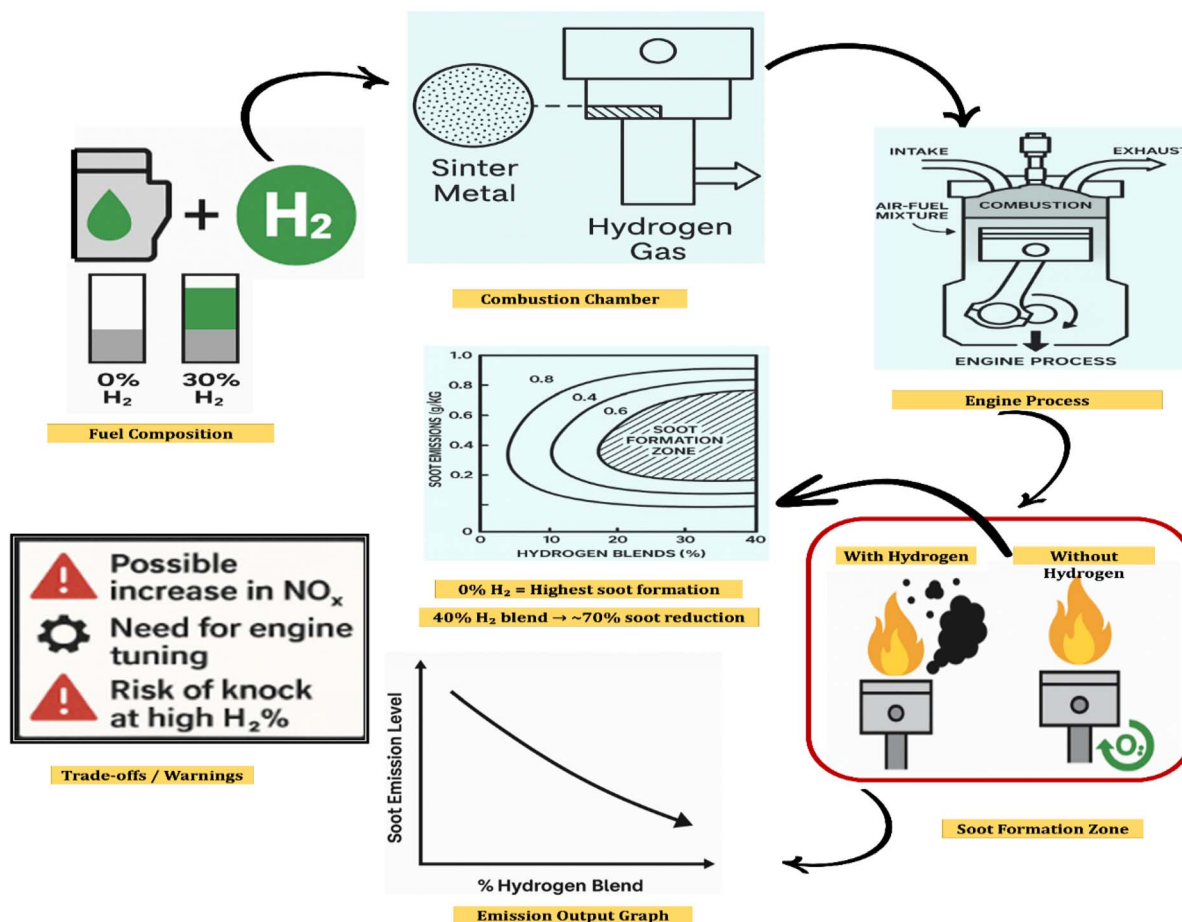 H₂
0%
H₂
30%
H₂
Fuel Composition
Sinter
Metal
Hydrogen
Gas
Combustion Chamber
INTAKE
EXHAUST
AIR-FUEL
MIXTURE
COMBUSTION
ENGINE PROCESS
Engine Process
SOOT EMISSIONS (g/KG
1.0
0.8
0.6
0.4
0.2
0
0.8
0.4
0.6
SOOT
FORMATION
ZONE
0
10
20
30
40
HYDROGEN BLENDS (%)
0% H₂ = Highest soot formation
40% H₂ blend → ~70% soot reduction
With Hydrogen
Without
Hydrogen
O₂
Soot Formation Zone
Possible
increase in NOₓ
Need for engine
tuning
Risk of knock
at high H₂%
Trade-offs / Warnings
Soot Emission Level
% Hydrogen Blend
Emission Output Graph